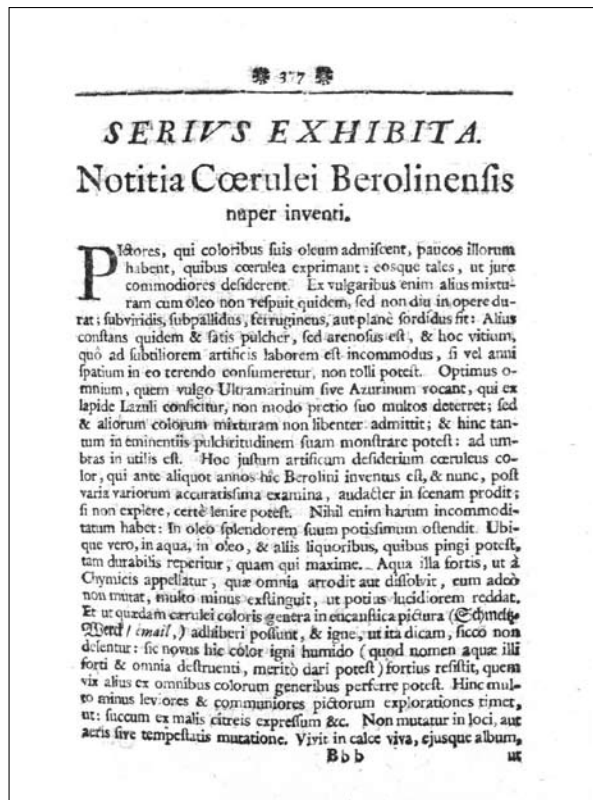 ❁ 377 ❁
SERIVS EXHIBITA.
Notitia Cœrulei Berolinensis
nuper inventi.
PIctores, qui coloribus suis oleum admiscent, paucos illorum
habent, quibus cœrulea exprimant: eosque tales, ut jure
commodiores desiderent. Ex vulgaribus enim alius mixtu-
ram cum oleo non respuit quidem, sed non diu in opere du-
rat; subviridis, subpallidus, ferrugineus, aut planè sordidus fit: Alius
constans quidem & satis pulcher, sed arenosus est, & hoc vitium,
quò ad subtiliorem artificis laborem est incommodus, si vel anni
spatium in eo terendo consumeretur, non tolli potest. Optimus o-
mnium, quem vulgo Ultramarinum sive Azurinum vocant, qui ex
lapide Lazuli conficitur, non modo pretio suo multos deterret; sed
& aliorum colorum mixturam non libenter admittit; & hinc tan-
tum in eminentiis pulchritudinem suam monstrare potest: ad um-
bras in utilis est. Hoc justum artificum desiderium cœruleus co-
lor, qui ante aliquot annos hic Berolini inventus est, & nunc, post
varia variorum accuratissima examina, audacter in scenam prodit;
si non explere, certè lenire potest. Nihil enim harum incommodi-
tatum habet: In oleo splendorem suum potissimum ostendit. Ubi-
que vero, in aqua, in oleo, & aliis liquoribus, quibus pingi potest,
tam durabilis reperitur, quam qui maxime. Aqua illa fortis, ut à
Chymicis appellatur, quæ omnia arrodit aut dissolvit, eum adeò
non mutat, multo minus exstinguit, ut potius lucidiorem reddat.
Et ut quædam cærulei coloris genera in encaustica pictura (Schmeltz-
Werck/ émail,) adhiberi possunt, & igne, ut ita dicam, sicco non
delentur: sic novus hic color igni humido (quod nomen aquæ illi
forti & omnia destruenti, meritò dari potest) fortius resistit, quem
vix alius ex omnibus colorum generibus perferre potest. Hinc mul-
to minus leviores & communiores pictorum explorationes timet,
ut: succum ex malis citreis expressum &c. Non mutatur in loci, aut
aeris sive tempestatis mutatione. Vivit in calce viva, ejusque album,
Bbb ut